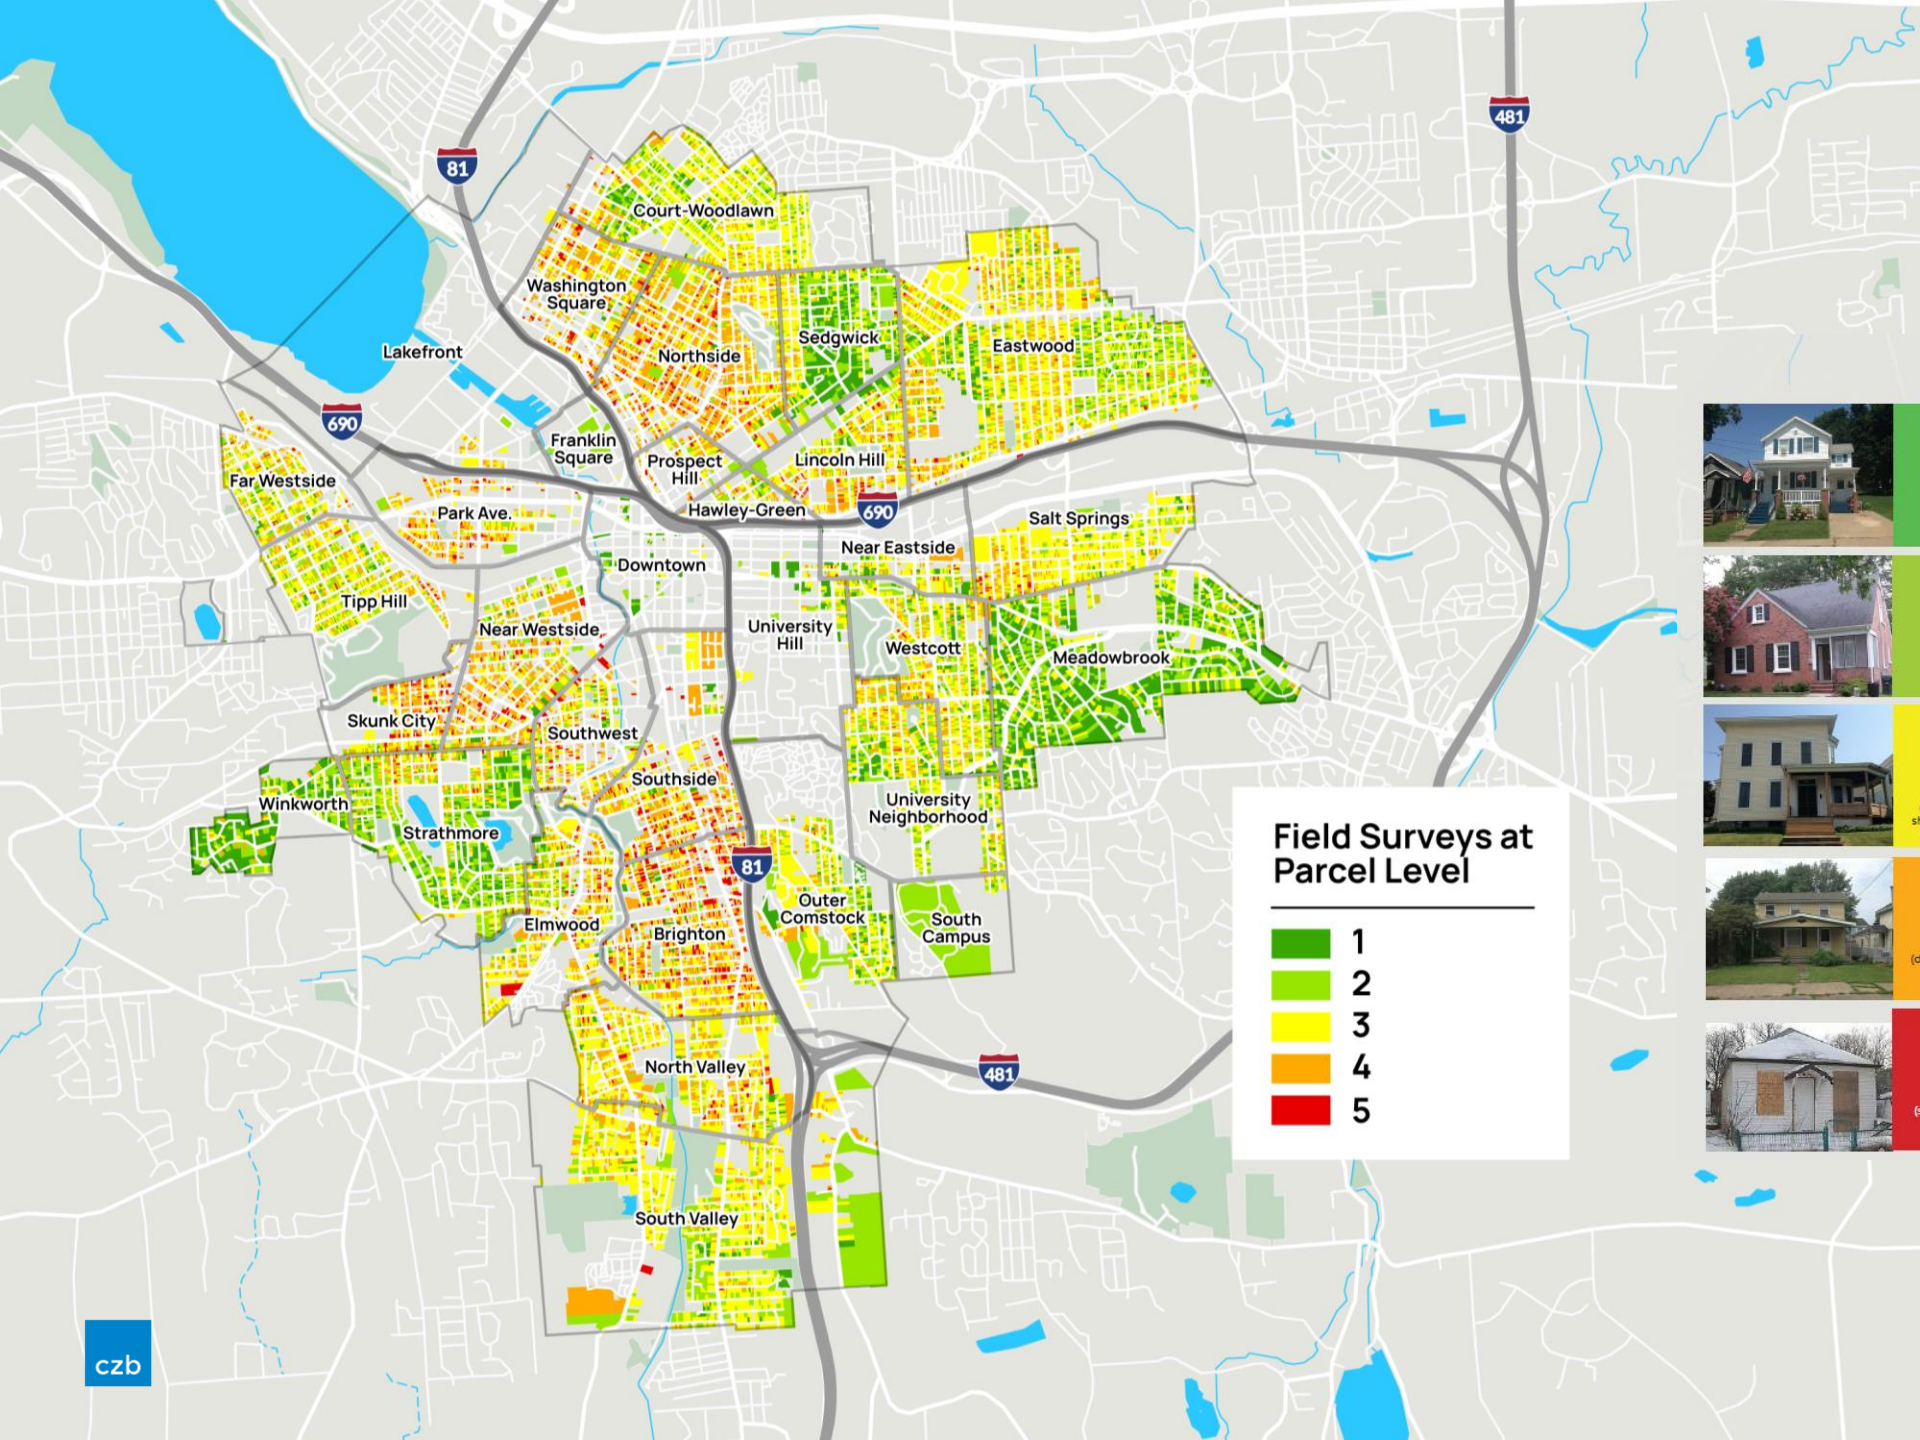 81
481
Court-Woodlawn
Washington
Square
Sedgwick
Eastwood
Northside
Lakefront
690
Franklin
Square
Prospect
Hill
Lincoln Hill
Far Westside
Park Ave.
Hawley-Green
690
Salt Springs
Near Eastside
Downtown
Tipp Hill
Near Westside
University
Hill
Westcott
Meadowbrook
Skunk City
Southwest
Southside
Winkworth
Strathmore
University
Neighborhood
81
Outer
Comstock
Elmwood
Brighton
South
Campus
North Valley
481
South Valley
Field Surveys at
Parcel Level
1
2
3
4
5
czb